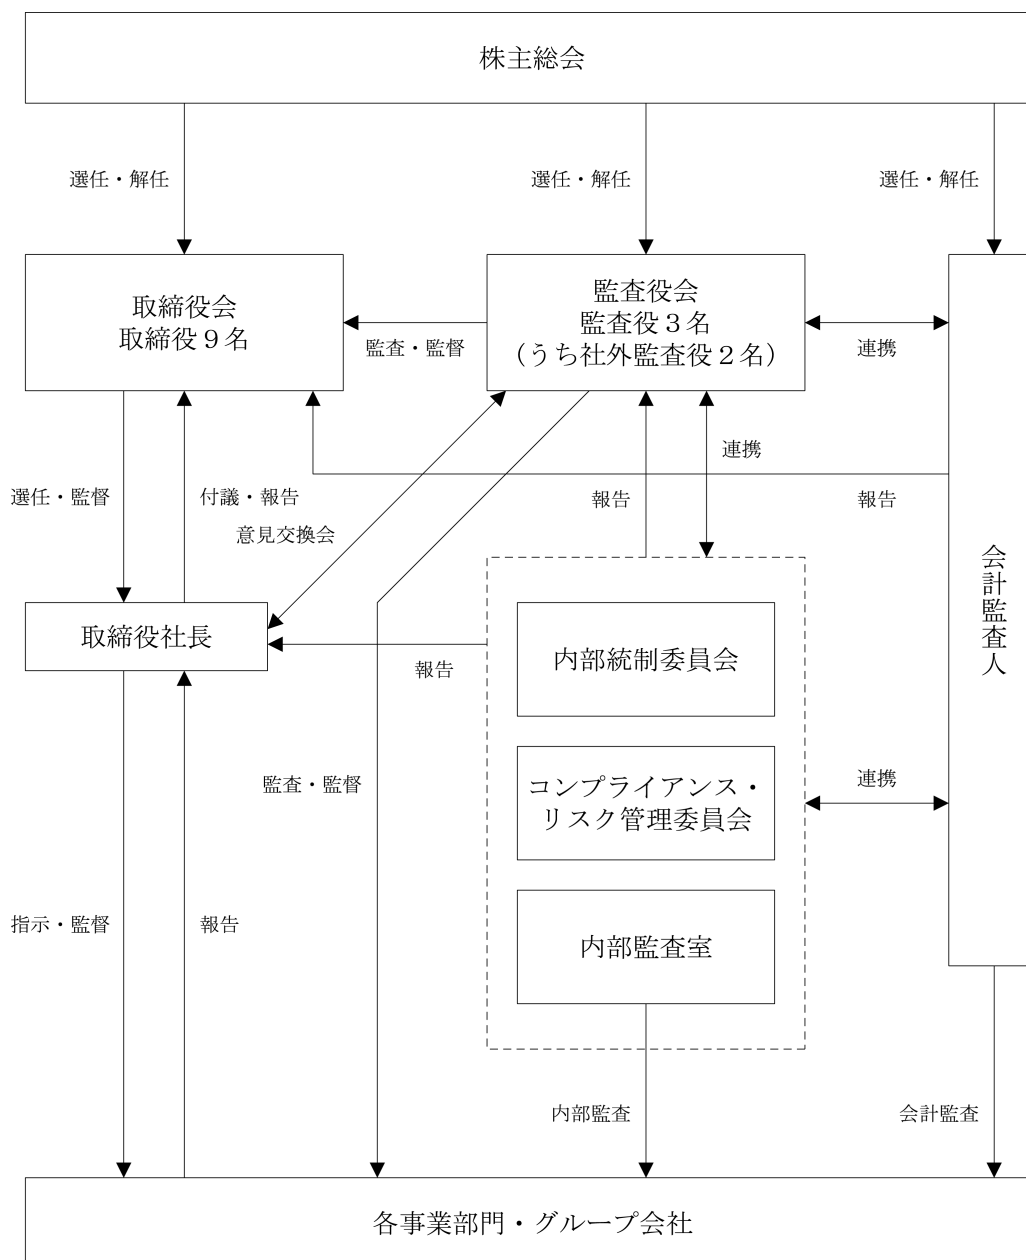 株主総会
選任・解任
選任・解任
選任・解任
取締役会
取締役９名
監査・監督
監査役会
監査役３名
（うち社外監査役２名）
連携
会計監査人
選任・監督
付議・報告
意見交換会
報告
連携
報告
取締役社長
報告
内部統制委員会
コンプライアンス・
リスク管理委員会
内部監査室
連携
監査・監督
指示・監督
報告
内部監査
会計監査
各事業部門・グループ会社